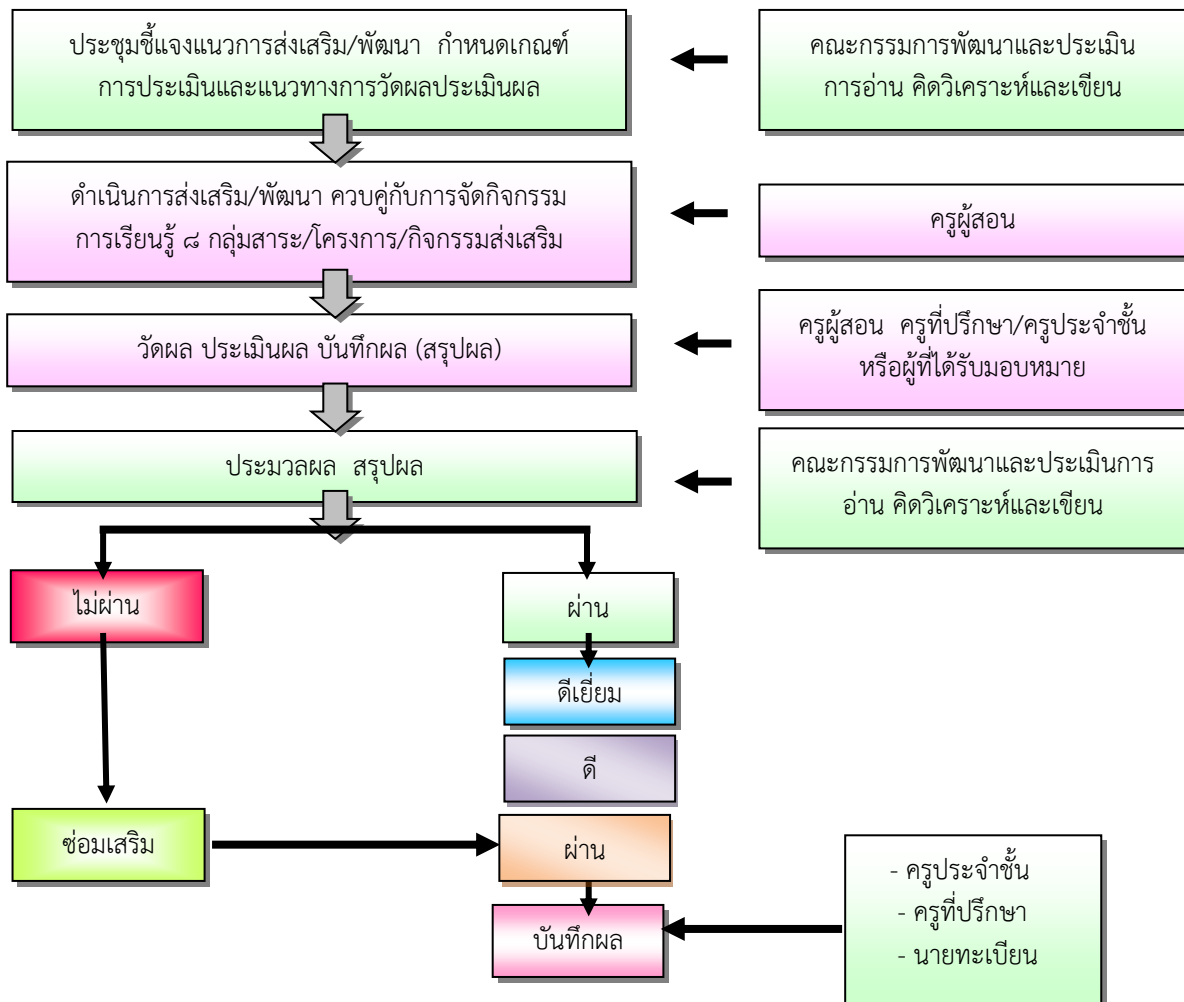 ประชุมชี้แจงแนวการส่งเสริม/พัฒนา กำหนดเกณฑ์
การประเมินและแนวทางการวัดผลประเมินผล
คณะกรรมการพัฒนาและประเมิน
การอ่าน คิดวิเคราะห์และเขียน
ดำเนินการส่งเสริม/พัฒนา ควบคู่กับการจัดกิจกรรม
การเรียนรู้ ๘ กลุ่มสาระ/โครงการ/กิจกรรมส่งเสริม
ครูผู้สอน
วัดผล ประเมินผล บันทึกผล (สรุปผล)
ครูผู้สอน ครูที่ปรึกษา/ครูประจำชั้น
หรือผู้ที่ได้รับมอบหมาย
ประมวลผล สรุปผล
คณะกรรมการพัฒนาและประเมินการ
อ่าน คิดวิเคราะห์และเขียน
ไม่ผ่าน
ผ่าน
ดีเยี่ยม
ดี
ซ่อมเสริม
ผ่าน
บันทึกผล
- ครูประจำชั้น
- ครูที่ปรึกษา
- นายทะเบียน